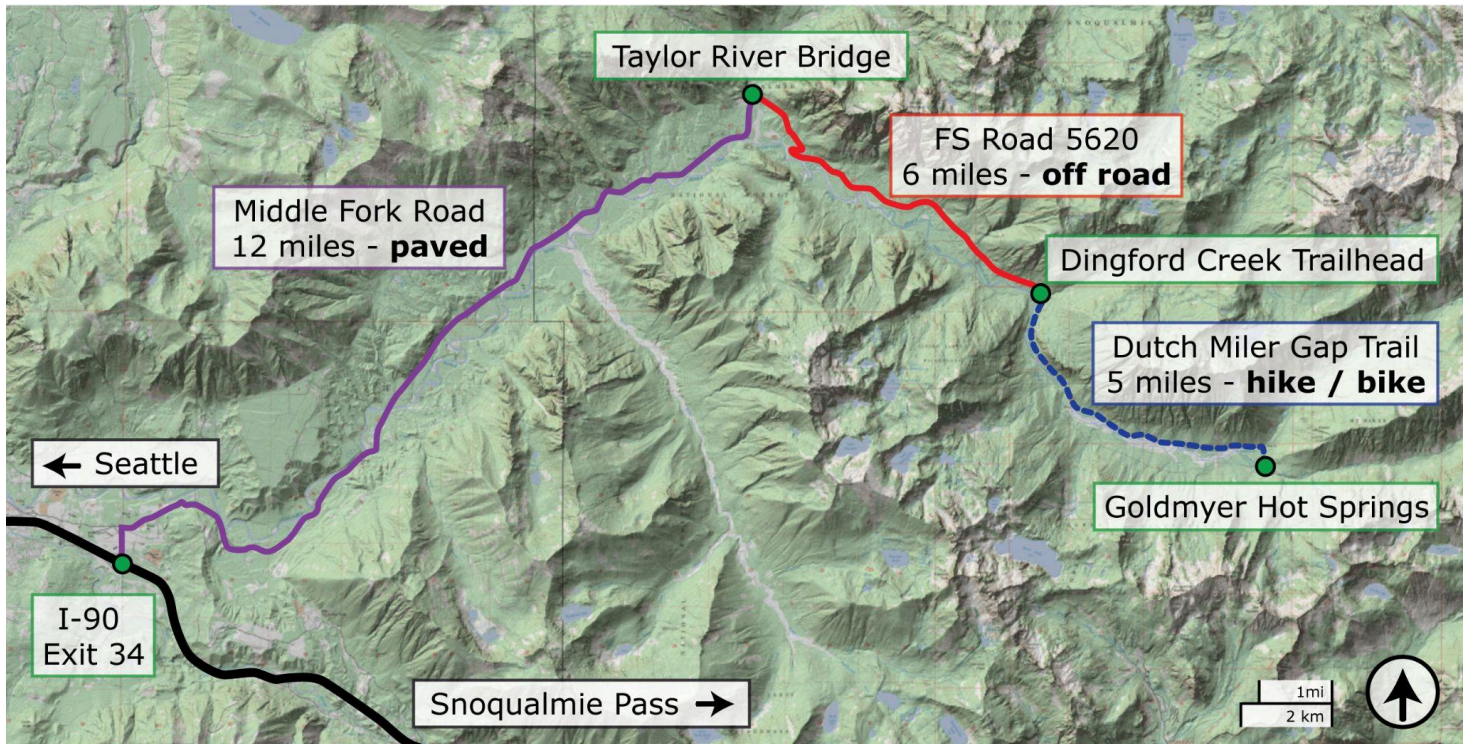 Taylor River Bridge
FS Road 5620
6 miles - off road
Middle Fork Road
12 miles - paved
Dingford Creek Trailhead
Dutch Miler Gap Trail
5 miles - hike / bike
← Seattle
Goldmyer Hot Springs
I-90
Exit 34
Snoqualmie Pass →
1mi
2 km
NATIONAL FOREST